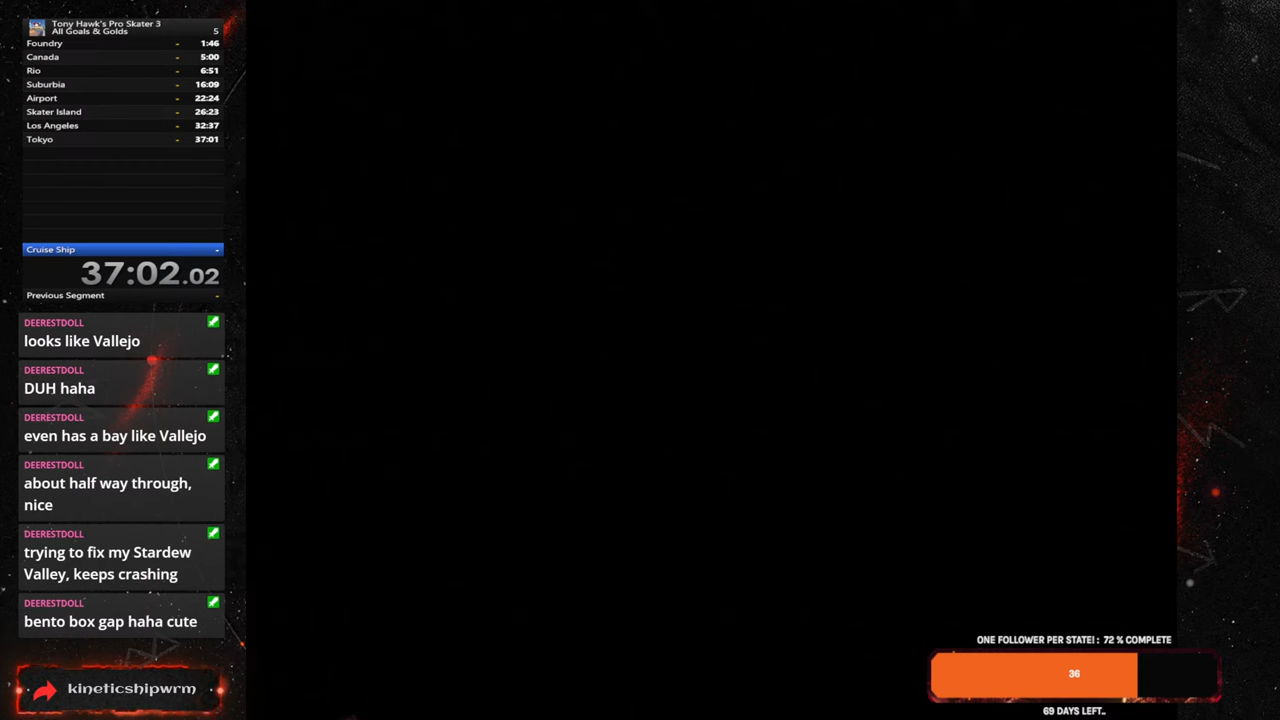 Tony Hawk's Pro Skater 3
All Goals & Golds 5
Foundry - 1:46
Canada - 5:00
Rio - 6:51
Suburbia - 16:09
Airport - 22:24
Skater Island - 26:23
Los Angeles - 32:37
Tokyo - 37:01
Cruise Ship -
37:02.02
Previous Segment -
DEERESTDOLL
looks like Vallejo
DEERESTDOLL
DUH haha
DEERESTDOLL
even has a bay like Vallejo
DEERESTDOLL
about half way through,
nice
DEERESTDOLL
trying to fix my Stardew
Valley, keeps crashing
DEERESTDOLL
bento box gap haha cute
kineticshipwrm
ONE FOLLOWER PER STATE! : 72 % COMPLETE
36
69 DAYS LEFT..